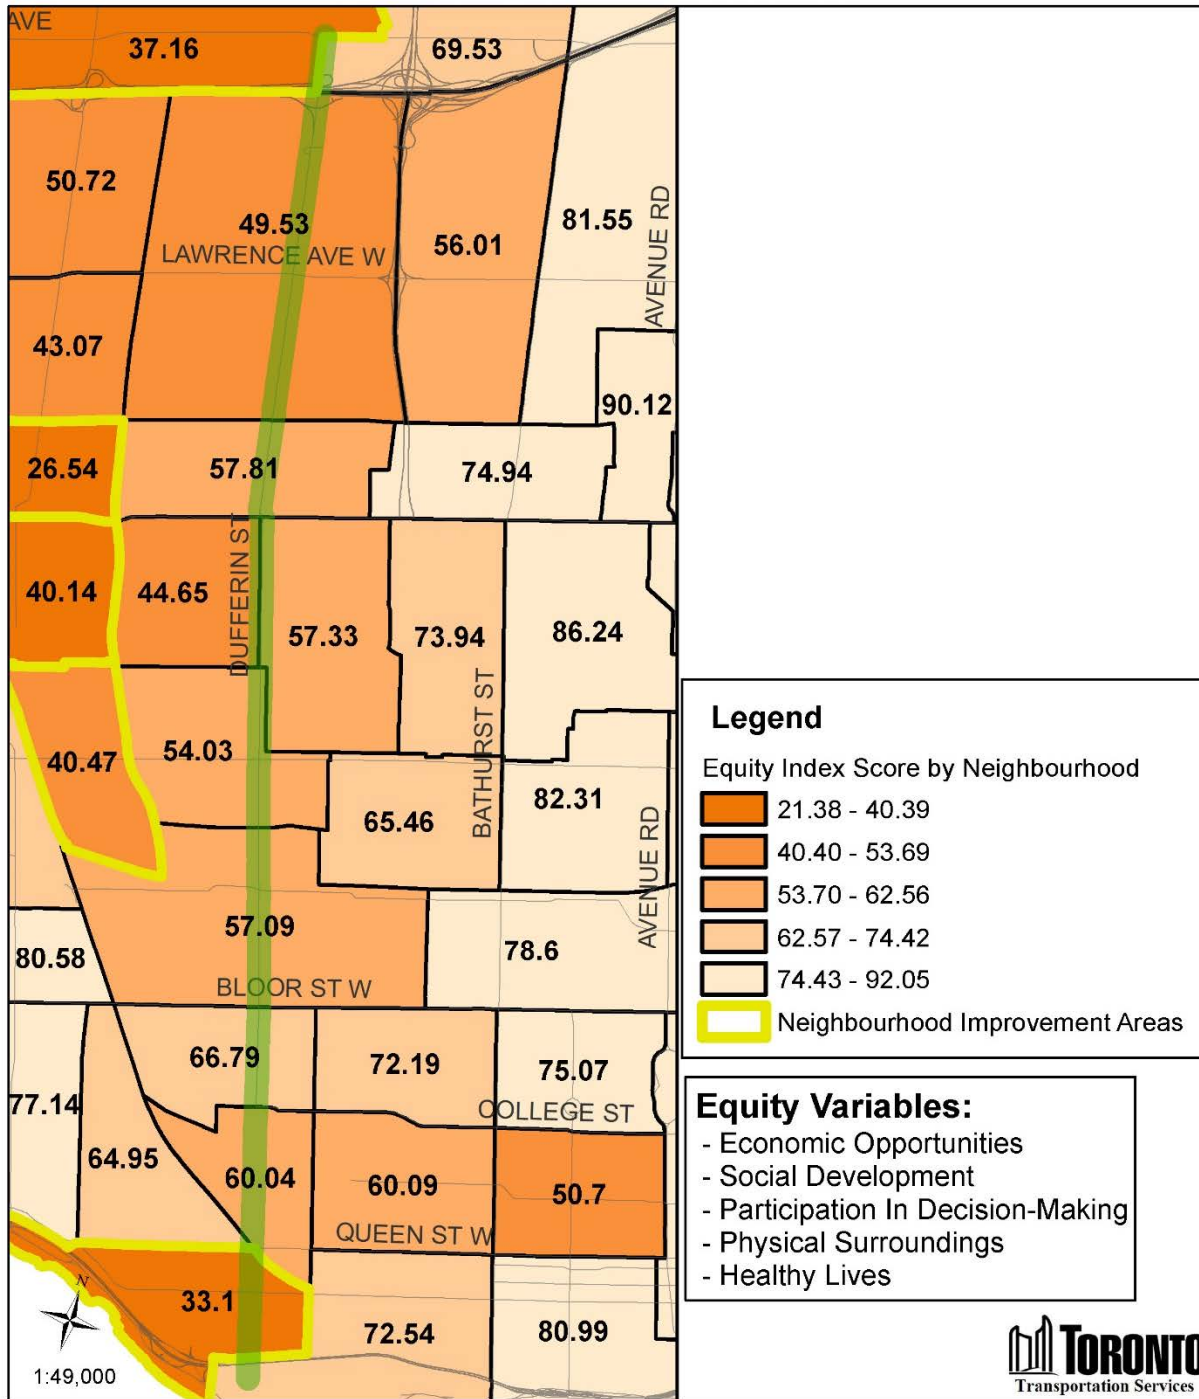 AVE
37.16
69.53
50.72
49.53
81.55
LAWRENCE AVE W
56.01
AVENUE RD
43.07
90.12
26.54
57.81
74.94
DUFFERIN ST
40.14
44.65
57.33
73.94
86.24
BATHURST ST
40.47
54.03
65.46
82.31
AVENUE RD
57.09
80.58
78.6
BLOOR ST W
66.79
72.19
75.07
77.14
COLLEGE ST
64.95
60.04
60.09
50.7
QUEEN ST W
33.1
72.54
80.99
N
1:49,000
Legend
Equity Index Score by Neighbourhood
21.38 - 40.39
40.40 - 53.69
53.70 - 62.56
62.57 - 74.42
74.43 - 92.05
Neighbourhood Improvement Areas
Equity Variables:
- Economic Opportunities
- Social Development
- Participation In Decision-Making
- Physical Surroundings
- Healthy Lives
TORONTO
Transportation Services